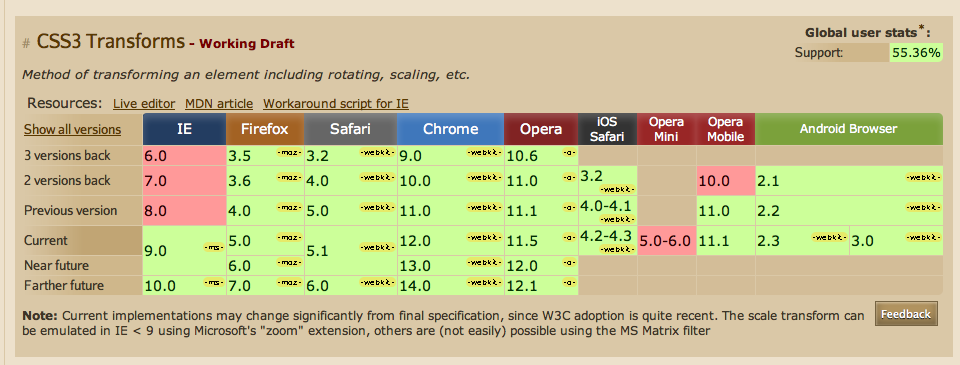 # CSS3 Transforms - Working Draft
Global user stats*:
Support: 55.36%
Method of transforming an element including rotating, scaling, etc.
Resources: Live editor MDN article Workaround script for IE
Show all versions IE Firefox Safari Chrome Opera iOS Safari Opera Mini Opera Mobile Android Browser
3 versions back 6.0 3.5 -moz- 3.2 -webkit- 9.0 -webkit- 10.6 -o-
2 versions back 7.0 3.6 -moz- 4.0 -webkit- 10.0 -webkit- 11.0 -o- 3.2 -webkit- 10.0 2.1 -webkit-
Previous version 8.0 4.0 -moz- 5.0 -webkit- 11.0 -webkit- 11.1 -o- 4.0-4.1 -webkit- 11.0 2.2 -webkit-
Current 9.0 -ms- 5.0 -moz- 5.1 -webkit- 12.0 -webkit- 11.5 -o- 4.2-4.3 -webkit- 5.0-6.0 11.1 2.3 -webkit- 3.0 -webkit-
Near future 6.0 -moz- 13.0 -webkit- 12.0 -o-
Farther future 10.0 -ms- 7.0 -moz- 6.0 -webkit- 14.0 -webkit- 12.1 -o-
Note: Current implementations may change significantly from final specification, since W3C adoption is quite recent. The scale transform can
be emulated in IE < 9 using Microsoft's "zoom" extension, others are (not easily) possible using the MS Matrix filter
Feedback